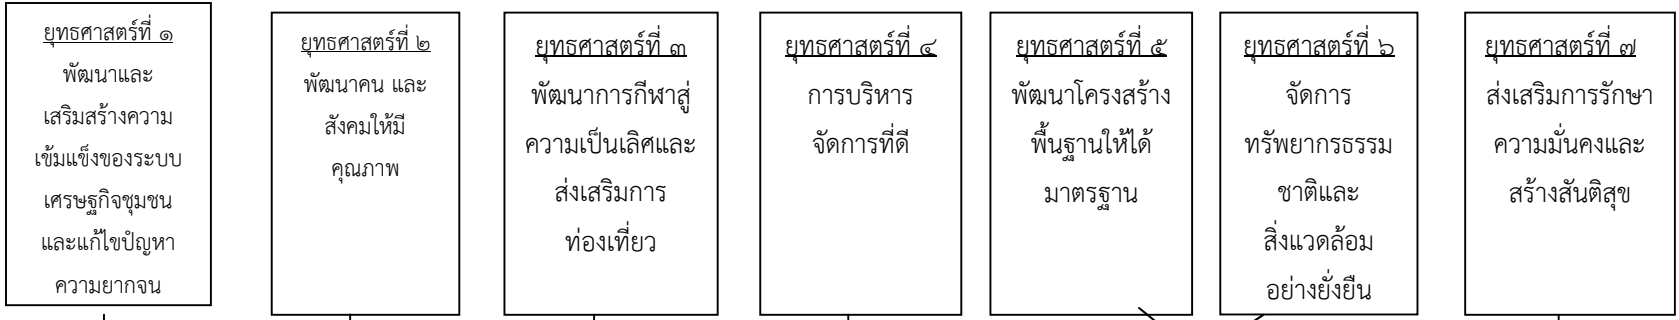 ยุทธศาสตร์ที่ ๑
พัฒนาและ
เสริมสร้างความ
เข้มแข็งของระบบ
เศรษฐกิจชุมชน
และแก้ไขปัญหา
ความยากจน
ยุทธศาสตร์ที่ ๒
พัฒนาคน และ
สังคมให้มี
คุณภาพ
ยุทธศาสตร์ที่ ๓
พัฒนาการกีฬาสู่
ความเป็นเลิศและ
ส่งเสริมการ
ท่องเที่ยว
ยุทธศาสตร์ที่ ๔
การบริหาร
จัดการที่ดี
ยุทธศาสตร์ที่ ๕
พัฒนาโครงสร้าง
พื้นฐานให้ได้
มาตรฐาน
ยุทธศาสตร์ที่ ๖
จัดการ
ทรัพยากรธรรม
ชาติและ
สิ่งแวดล้อม
อย่างยั่งยืน
ยุทธศาสตร์ที่ ๗
ส่งเสริมการรักษา
ความมั่นคงและ
สร้างสันติสุข